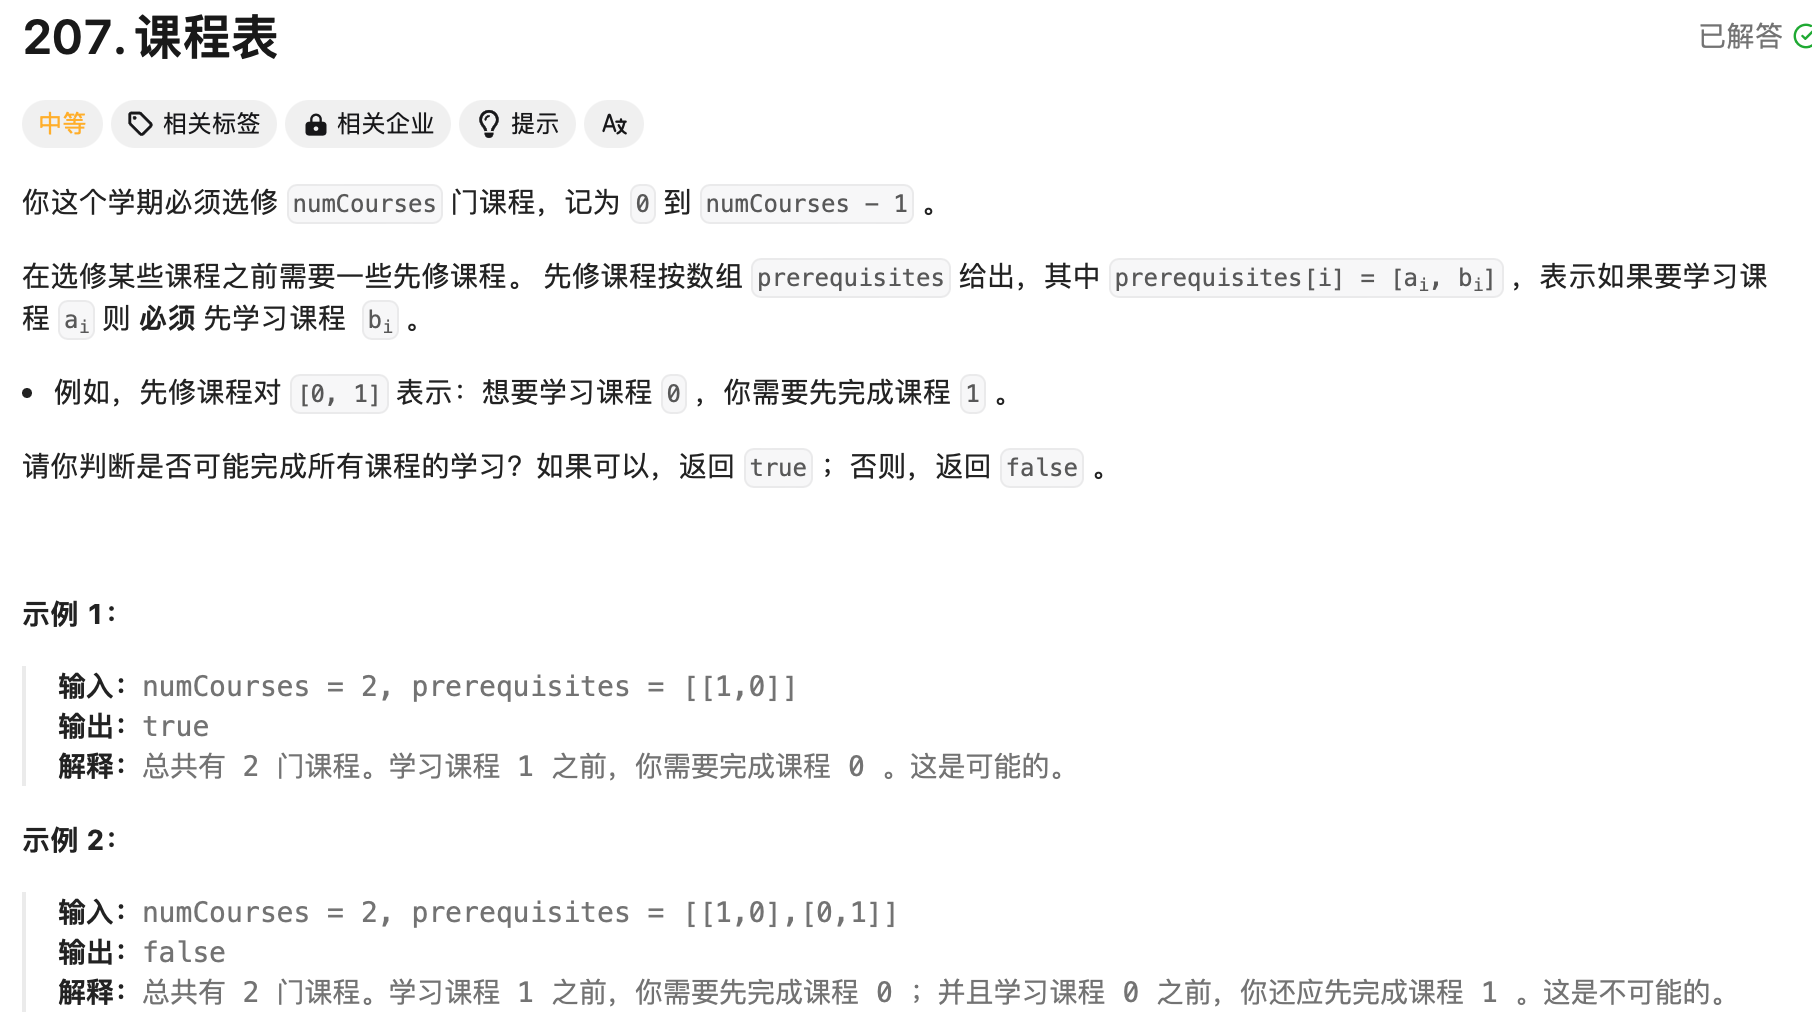 207. 课程表
已解答
中等 相关标签 相关企业 提示 A文
你这个学期必须选修 numCourses 门课程，记为 0 到 numCourses - 1 。
在选修某些课程之前需要一些先修课程。 先修课程按数组 prerequisites 给出，其中 prerequisites[i] = [ai, bi] ，表示如果要学习课
程 ai 则 必须 先学习课程 bi 。
• 例如，先修课程对 [0, 1] 表示：想要学习课程 0 ，你需要先完成课程 1 。
请你判断是否可能完成所有课程的学习？如果可以，返回 true ；否则，返回 false 。
示例 1：
输入：numCourses = 2, prerequisites = [[1,0]]
输出：true
解释：总共有 2 门课程。学习课程 1 之前，你需要完成课程 0 。这是可能的。
示例 2：
输入：numCourses = 2, prerequisites = [[1,0],[0,1]]
输出：false
解释：总共有 2 门课程。学习课程 1 之前，你需要先完成课程 0 ；并且学习课程 0 之前，你还应先完成课程 1 。这是不可能的。